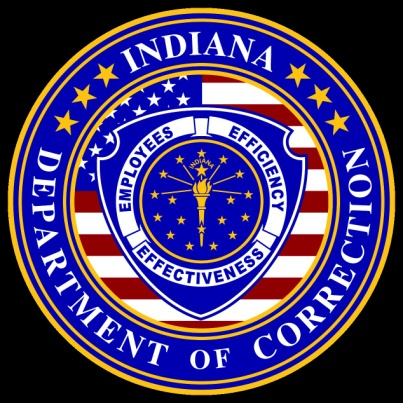 INDIANA
DEPARTMENT OF CORRECTION
EMPLOYEES
EFFICIENCY
EFFECTIVENESS
INDIANA